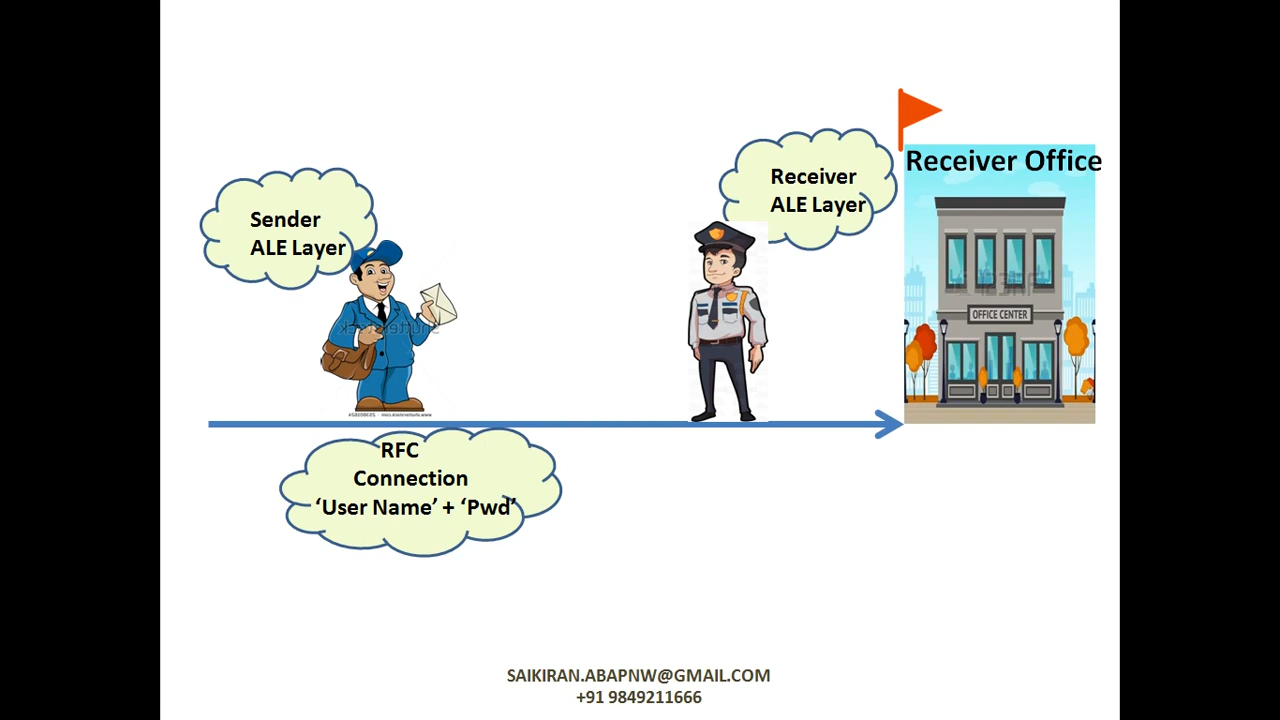 Receiver Office
Receiver
ALE Layer
Sender
ALE Layer
OFFICE CENTER
RFC
Connection
‘User Name’ + ‘Pwd’
SAIKIRAN.ABAPNW@GMAIL.COM
+91 9849211666